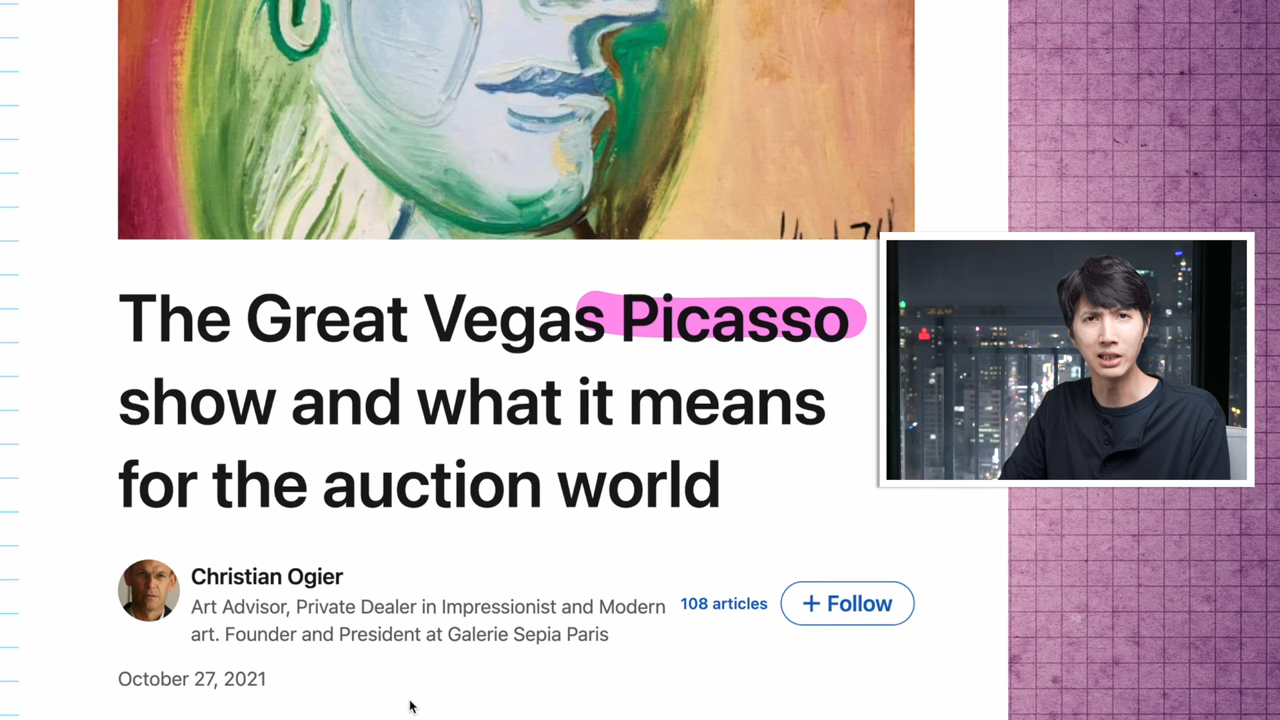 The Great Vegas Picasso
show and what it means
for the auction world
Christian Ogier
Art Advisor, Private Dealer in Impressionist and Modern
art. Founder and President at Galerie Sepia Paris
108 articles
+ Follow
October 27, 2021